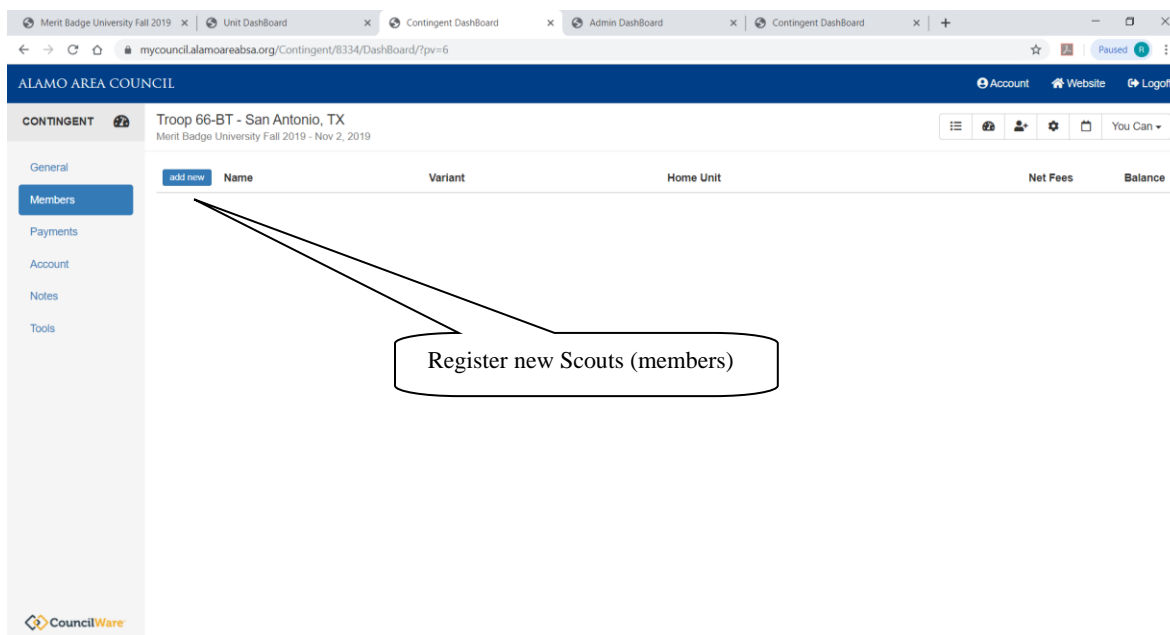 Merit Badge University Fall 2019 Unit DashBoard Contingent DashBoard Admin DashBoard Contingent DashBoard
mycouncil.alamoareabsa.org/Contingent/8334/DashBoard/?pv=6 Paused R
ALAMO AREA COUNCIL Account Website Logoff
CONTINGENT Troop 66-BT - San Antonio, TX You Can
Merit Badge University Fall 2019 - Nov 2, 2019
General
add new Name Variant Home Unit Net Fees Balance
Members
Payments
Account
Notes
Tools
Register new Scouts (members)
CouncilWare